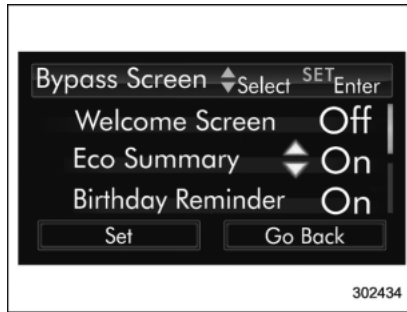 Bypass Screen Select SET Enter
Welcome Screen Off
Eco Summary On
Birthday Reminder On
Set Go Back
302434